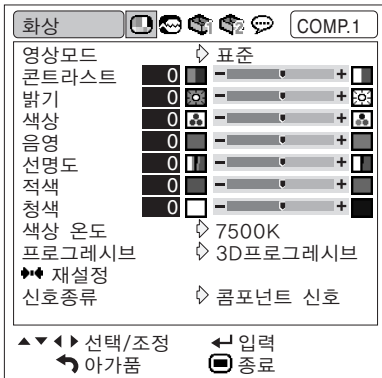 화상 COMP.1
영상모드 표준
콘트라스트 0 - +
밝기 0 - +
색상 0 - +
음영 0 - +
선명도 0 - +
적색 0 - +
청색 0 - +
색상 온도 7500K
프로그레시브 3D프로그레시브
재설정
신호종류 콤포넌트 신호
선택/조정 입력
아가품 종료